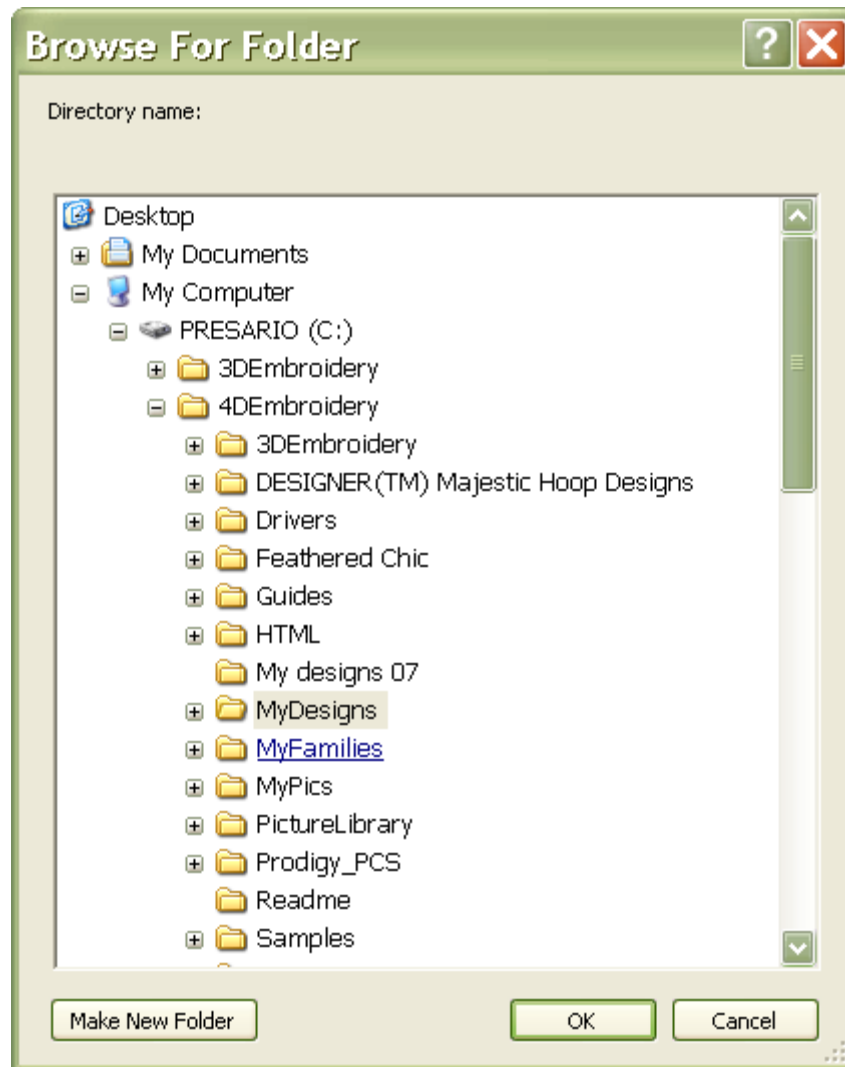 Browse For Folder
Directory name:
Desktop
My Documents
My Computer
PRESARIO (C:)
3DEmbroidery
4DEmbroidery
3DEmbroidery
DESIGNER(TM) Majestic Hoop Designs
Drivers
Feathered Chic
Guides
HTML
My designs 07
MyDesigns
MyFamilies
MyPics
PictureLibrary
Prodigy_PCS
Readme
Samples
Make New Folder OK Cancel